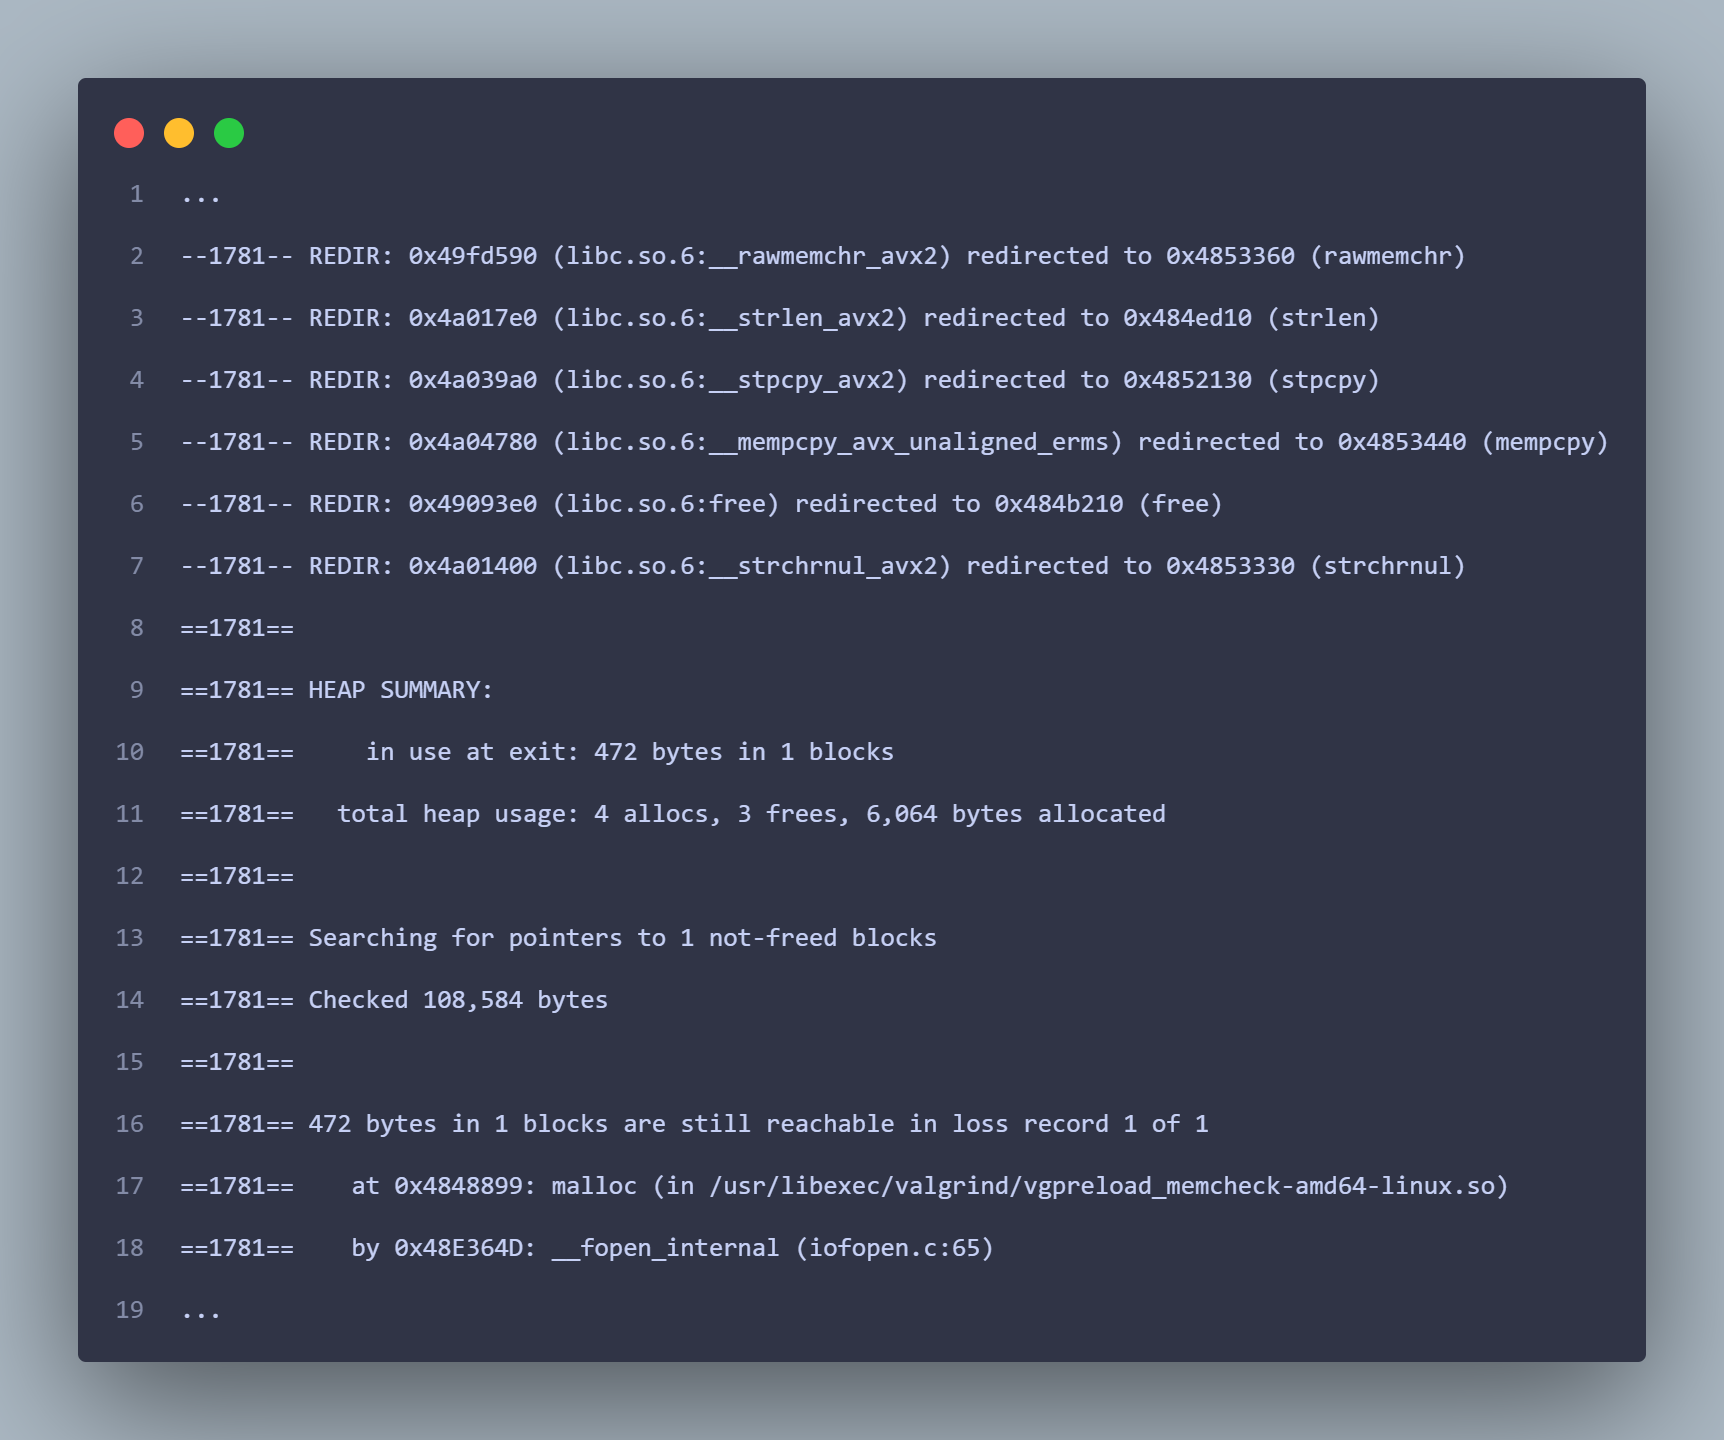 1 ...
2 --1781-- REDIR: 0x49fd590 (libc.so.6:__rawmemchr_avx2) redirected to 0x4853360 (rawmemchr)
3 --1781-- REDIR: 0x4a017e0 (libc.so.6:__strlen_avx2) redirected to 0x484ed10 (strlen)
4 --1781-- REDIR: 0x4a039a0 (libc.so.6:__stpcpy_avx2) redirected to 0x4852130 (stpcpy)
5 --1781-- REDIR: 0x4a04780 (libc.so.6:__mempcpy_avx_unaligned_erms) redirected to 0x4853440 (mempcpy)
6 --1781-- REDIR: 0x49093e0 (libc.so.6:free) redirected to 0x484b210 (free)
7 --1781-- REDIR: 0x4a01400 (libc.so.6:__strchrnul_avx2) redirected to 0x4853330 (strchrnul)
8 ==1781==
9 ==1781== HEAP SUMMARY:
10 ==1781==     in use at exit: 472 bytes in 1 blocks
11 ==1781==   total heap usage: 4 allocs, 3 frees, 6,064 bytes allocated
12 ==1781==
13 ==1781== Searching for pointers to 1 not-freed blocks
14 ==1781== Checked 108,584 bytes
15 ==1781==
16 ==1781== 472 bytes in 1 blocks are still reachable in loss record 1 of 1
17 ==1781==    at 0x4848899: malloc (in /usr/libexec/valgrind/vgpreload_memcheck-amd64-linux.so)
18 ==1781==    by 0x48E364D: __fopen_internal (iofopen.c:65)
19 ...